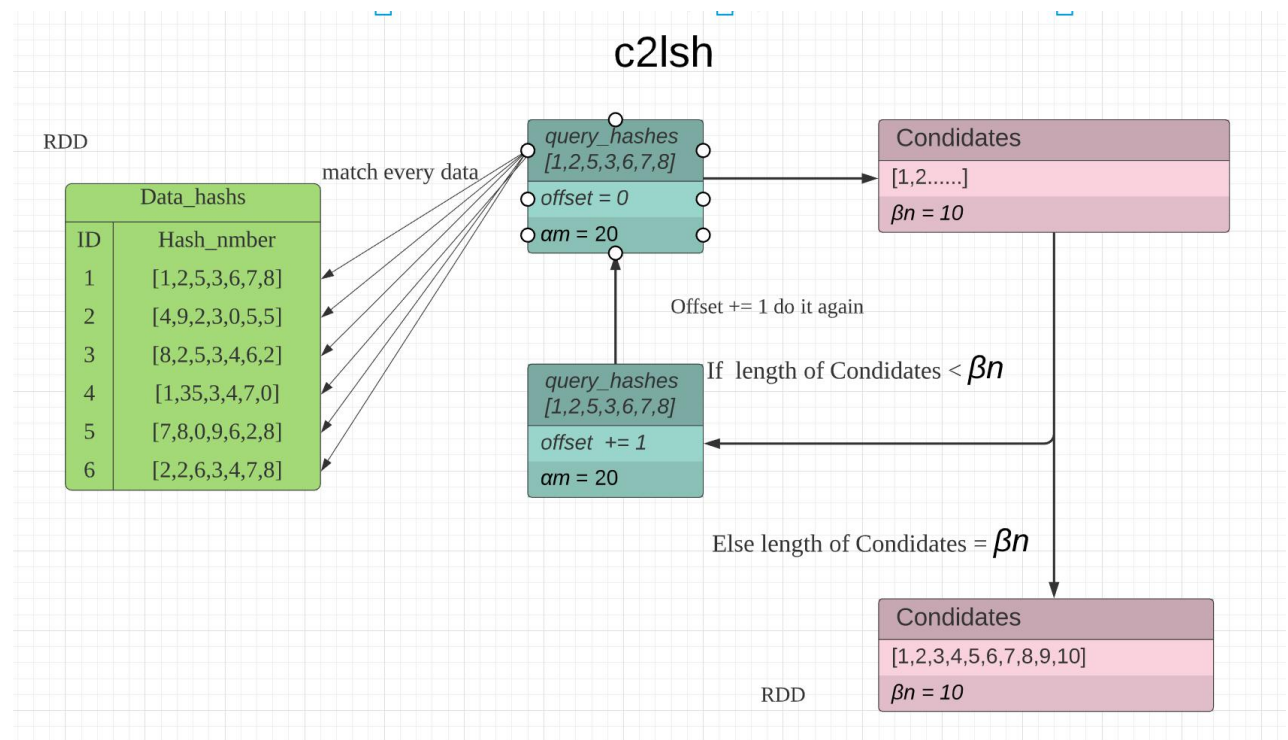 c2lsh
RDD
Data_hashs
ID Hash_nmber
1 [1,2,5,3,6,7,8]
2 [4,9,2,3,0,5,5]
3 [8,2,5,3,4,6,2]
4 [1,35,3,4,7,0]
5 [7,8,0,9,6,2,8]
6 [2,2,6,3,4,7,8]
match every data
query_hashes
[1,2,5,3,6,7,8]
offset = 0
αm = 20
Condidates
[1,2......]
βn = 10
Offset += 1 do it again
If length of Condidates < βn
query_hashes
[1,2,5,3,6,7,8]
offset += 1
αm = 20
Else length of Condidates = βn
Condidates
[1,2,3,4,5,6,7,8,9,10]
βn = 10
RDD